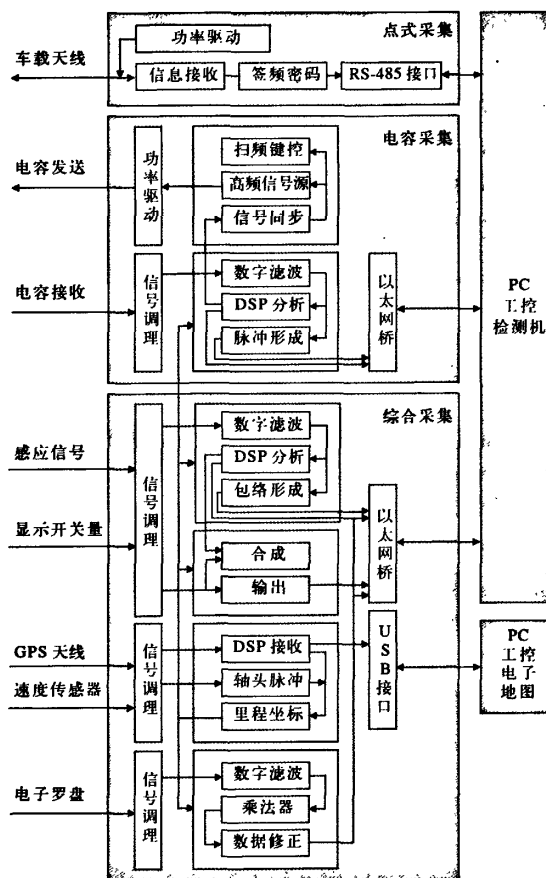 点式采集
功率驱动
车载天线
信息接收
签频密码
RS-485 接口
电容采集
扫频键控
电容发送
功率驱动
高频信号源
信号同步
电容接收
信号调理
数字滤波
DSP 分析
脉冲形成
以太网桥
PC
工控
检测机
综合采集
感应信号
显示开关量
信号调理
数字滤波
DSP 分析
包络形成
合成
输出
以太网桥
GPS 天线
速度传感器
信号调理
DSP 接收
轴头脉冲
里程坐标
USB接口
PC
工控
电子
地图
电子罗盘
信号调理
数字滤波
乘法器
数据修正